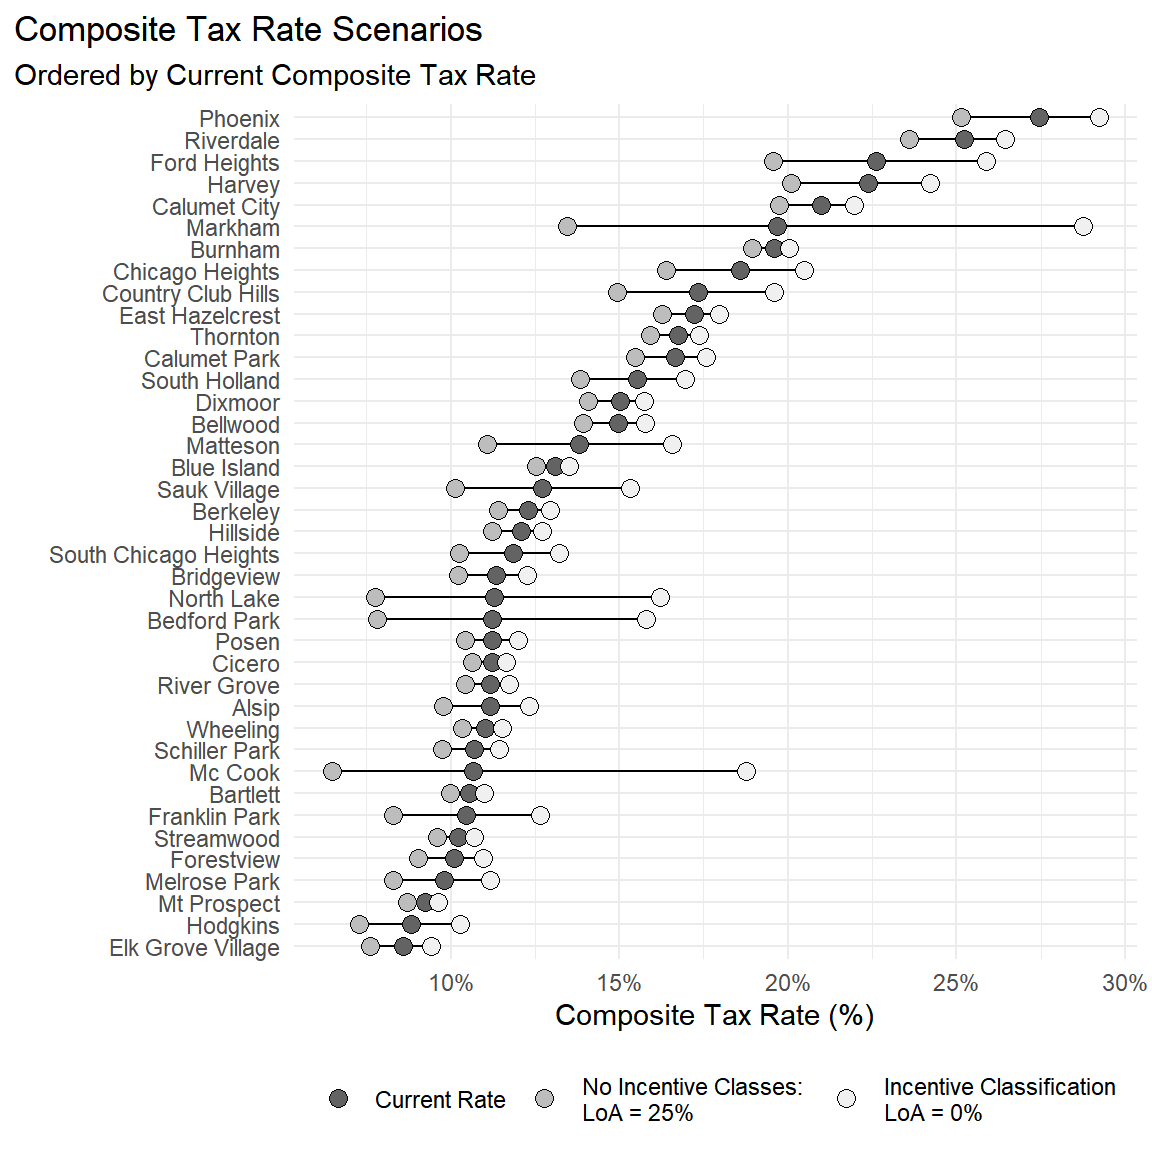 Composite Tax Rate Scenarios
Ordered by Current Composite Tax Rate
Phoenix
Riverdale
Ford Heights
Harvey
Calumet City
Markham
Burnham
Chicago Heights
Country Club Hills
East Hazelcrest
Thornton
Calumet Park
South Holland
Dixmoor
Bellwood
Matteson
Blue Island
Sauk Village
Berkeley
Hillside
South Chicago Heights
Bridgeview
North Lake
Bedford Park
Posen
Cicero
River Grove
Alsip
Wheeling
Schiller Park
Mc Cook
Bartlett
Franklin Park
Streamwood
Forestview
Melrose Park
Mt Prospect
Hodgkins
Elk Grove Village
10% 15% 20% 25% 30%
Composite Tax Rate (%)
Current Rate
No Incentive Classes:
LoA = 25%
Incentive Classification
LoA = 0%